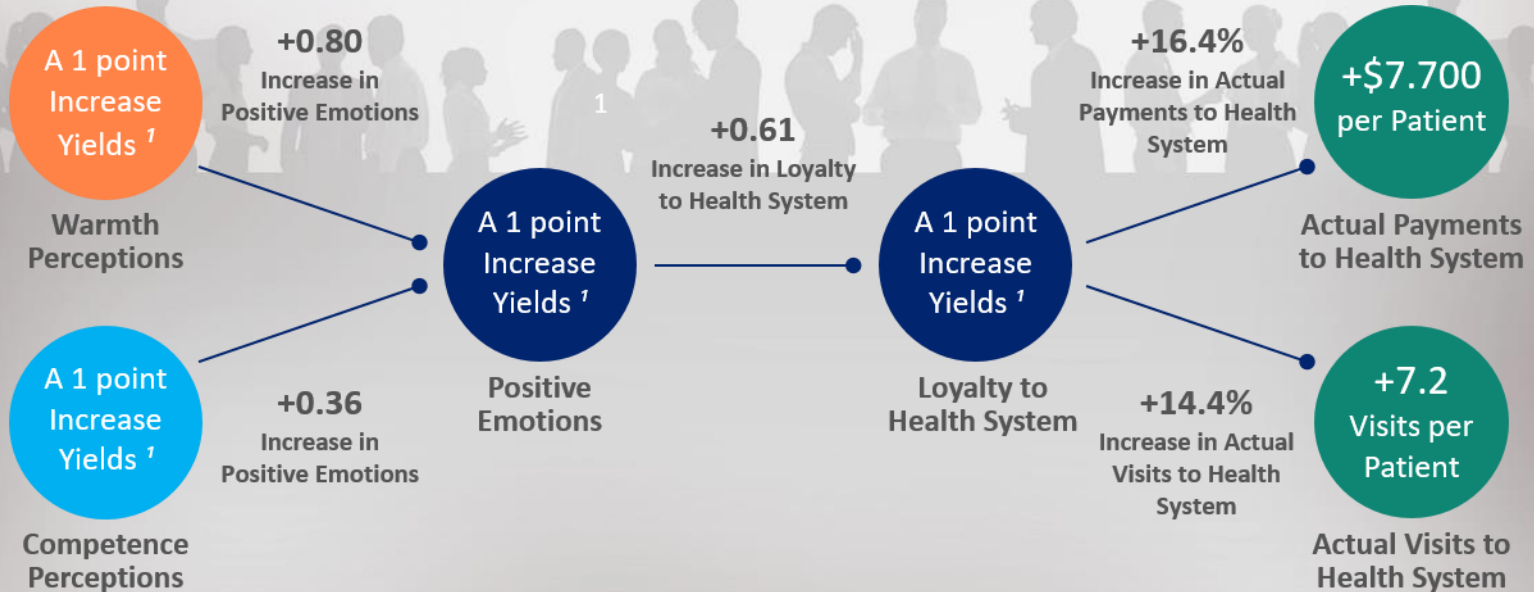 A 1 point
Increase
Yields ¹
Warmth
Perceptions
+0.80
Increase in
Positive Emotions
A 1 point
Increase
Yields ¹
Competence
Perceptions
+0.36
Increase in
Positive Emotions
1
A 1 point
Increase
Yields ¹
Positive
Emotions
+0.61
Increase in Loyalty
to Health System
A 1 point
Increase
Yields ¹
Loyalty to
Health System
+16.4%
Increase in Actual
Payments to Health
System
+$7.700
per Patient
Actual Payments
to Health System
+14.4%
Increase in Actual
Visits to Health
System
+7.2
Visits per
Patient
Actual Visits to
Health System